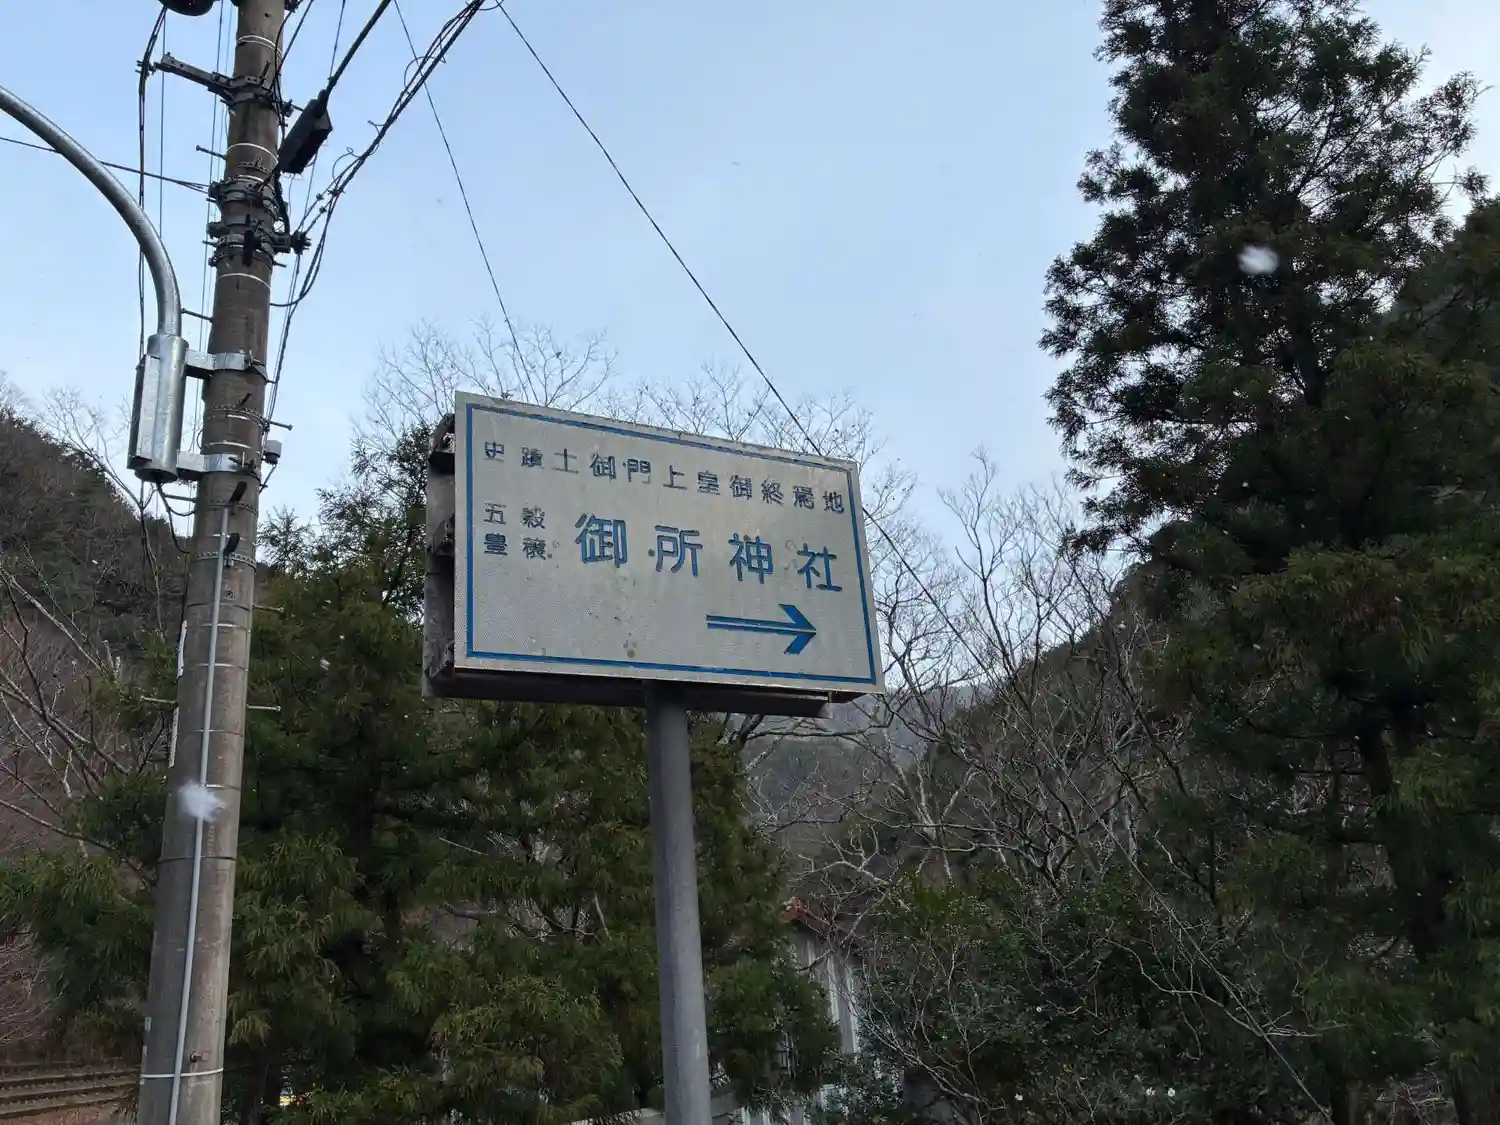 史蹟土御門上皇御終焉地
五穀
豊穣
御所神社